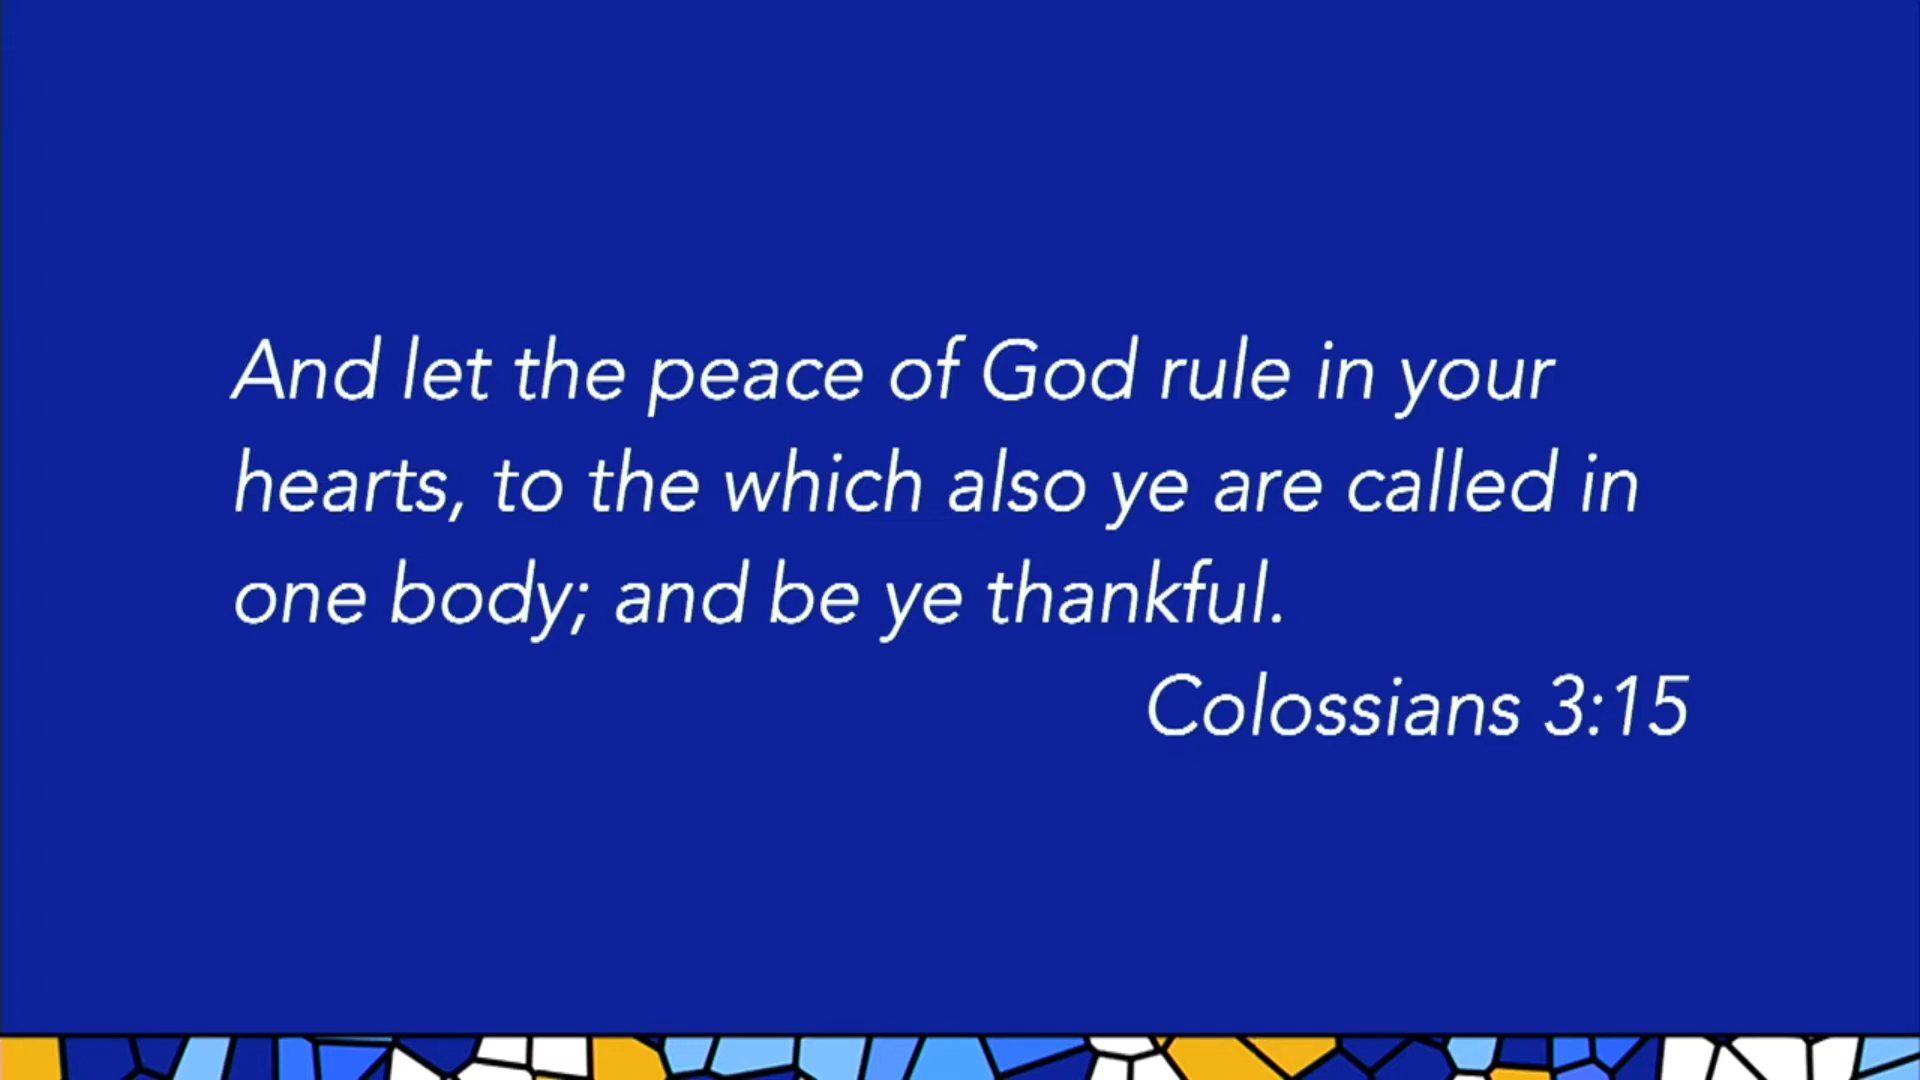 And let the peace of God rule in your
hearts, to the which also ye are called in
one body; and be ye thankful.
Colossians 3:15